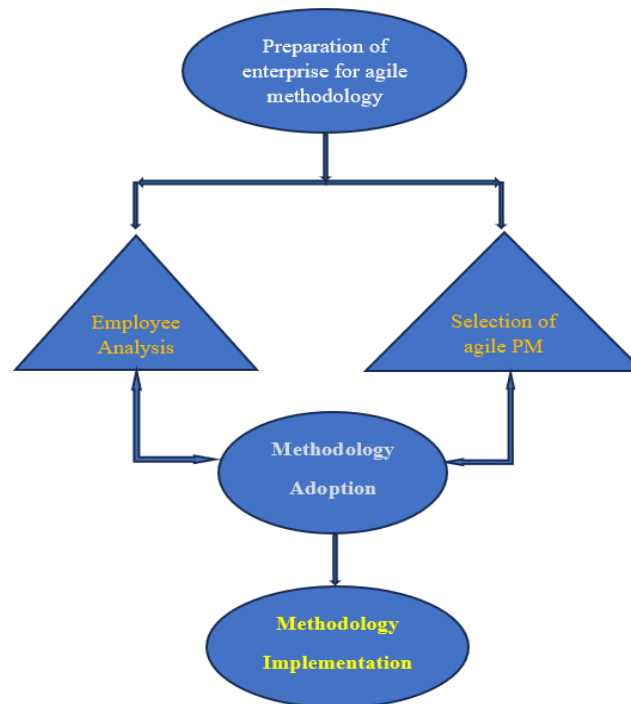 Preparation of
enterprise for agile
methodology
Employee
Analysis
Selection of
agile PM
Methodology
Adoption
Methodology
Implementation